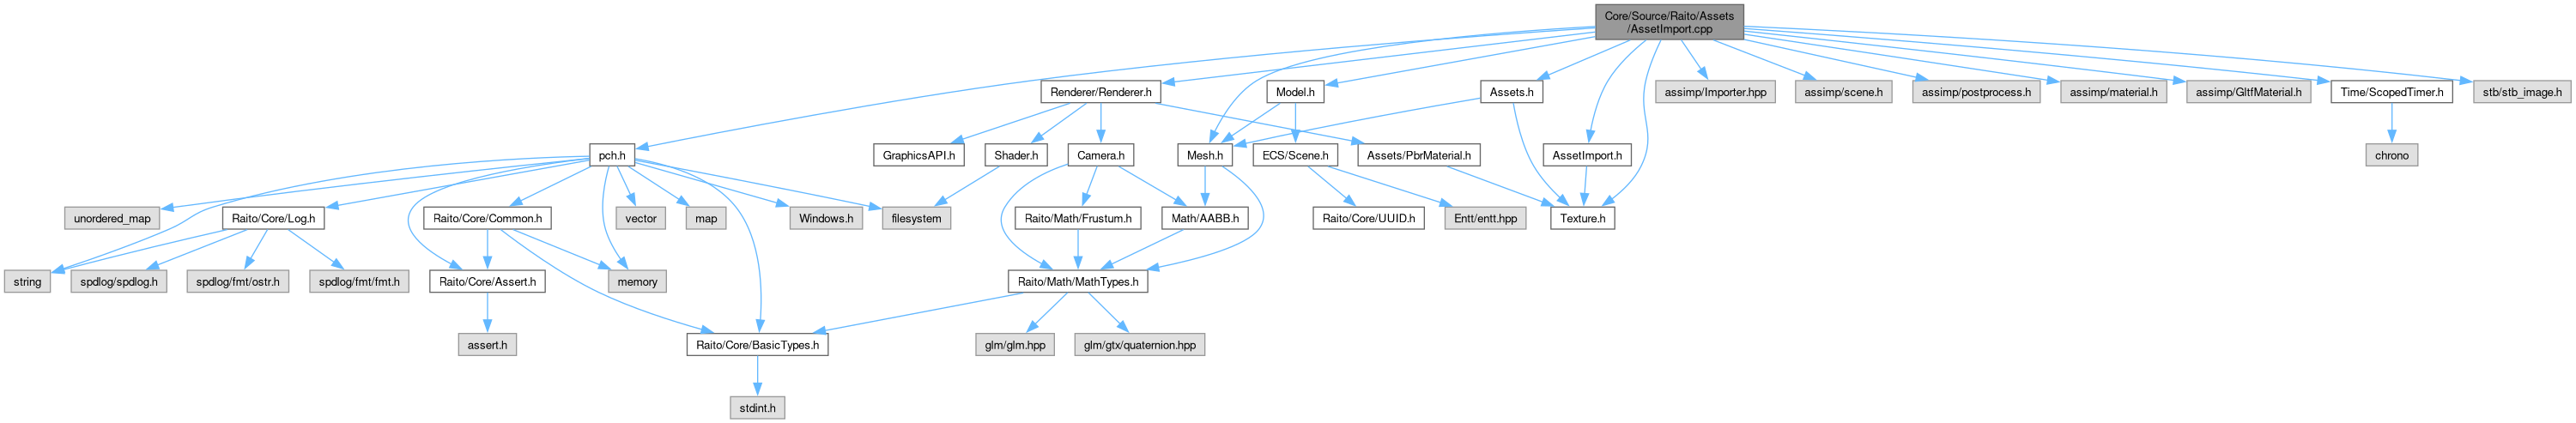 Core/Source/Raito/Assets
/AssetImport.cpp
Renderer/Renderer.h
Model.h
Assets.h
assimp/Importer.hpp
assimp/scene.h
assimp/postprocess.h
assimp/material.h
assimp/GltfMaterial.h
Time/ScopedTimer.h
stb/stb_image.h
pch.h
GraphicsAPI.h
Shader.h
Camera.h
Mesh.h
ECS/Scene.h
Assets/PbrMaterial.h
AssetImport.h
chrono
unordered_map
Raito/Core/Log.h
Raito/Core/Common.h
vector
map
Windows.h
filesystem
Raito/Math/Frustum.h
Math/AABB.h
Raito/Core/UUID.h
Entt/entt.hpp
Texture.h
string
spdlog/spdlog.h
spdlog/fmt/ostr.h
spdlog/fmt/fmt.h
Raito/Core/Assert.h
memory
Raito/Math/MathTypes.h
assert.h
Raito/Core/BasicTypes.h
glm/glm.hpp
glm/gtx/quaternion.hpp
stdint.h